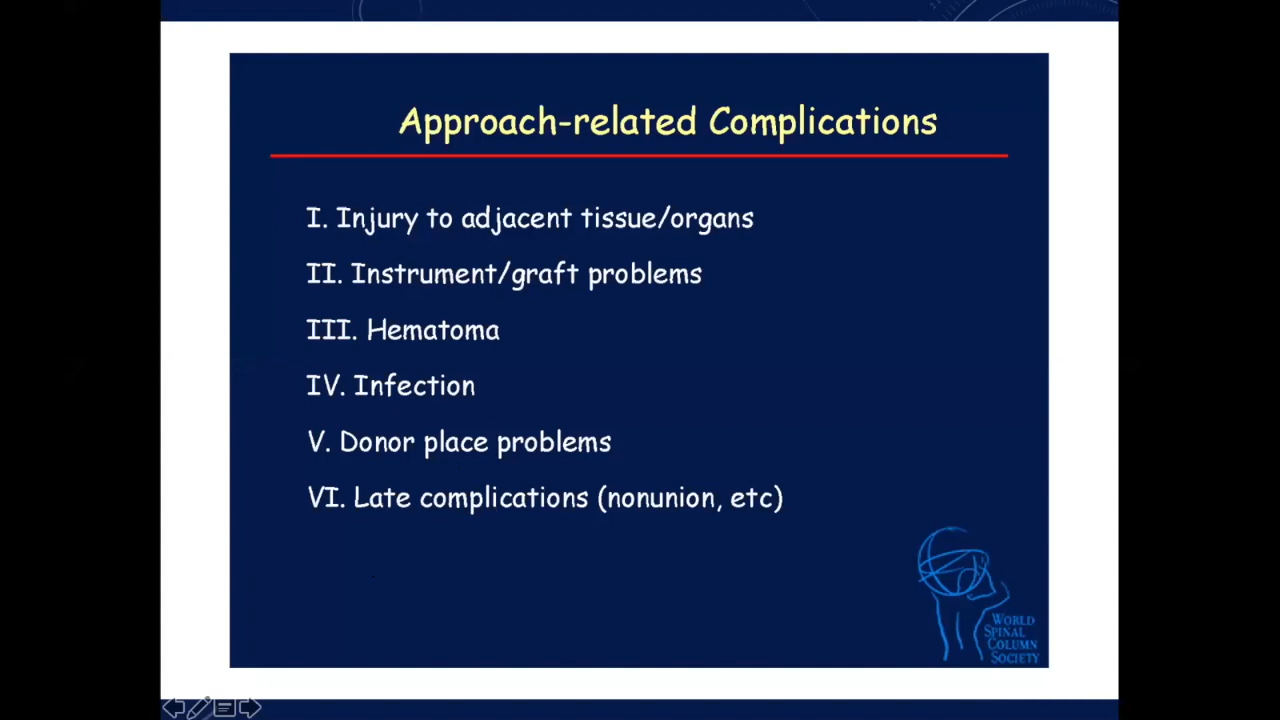 Approach-related Complications
I. Injury to adjacent tissue/organs
II. Instrument/graft problems
III. Hematoma
IV. Infection
V. Donor place problems
VI. Late complications (nonunion, etc)
WORLD
SPINAL
COLUMN
SOCIETY